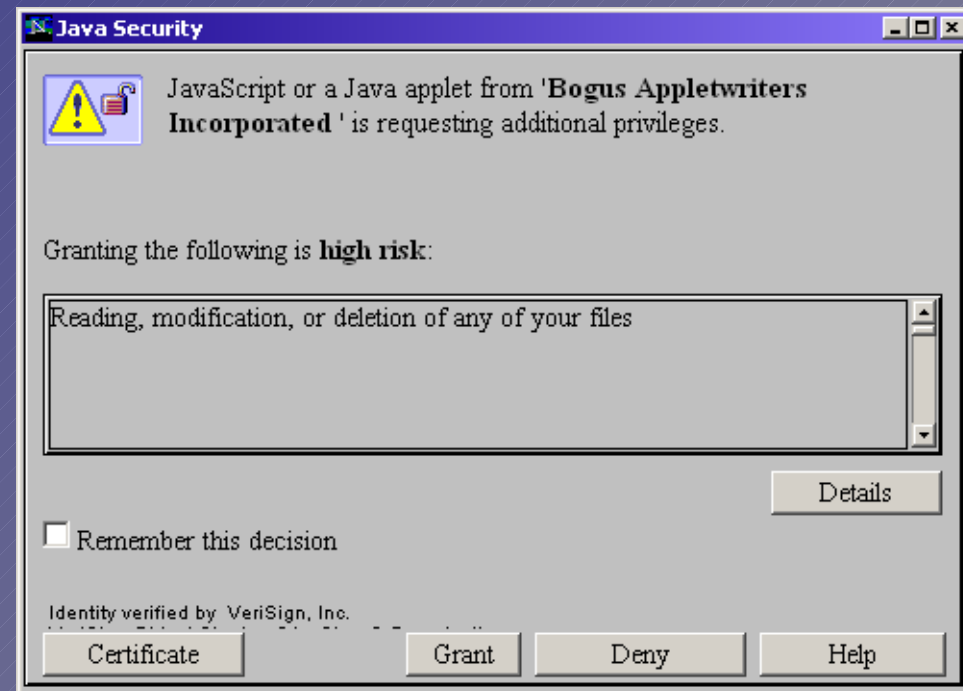 Java Security
JavaScript or a Java applet from 'Bogus Appletwriters
Incorporated ' is requesting additional privileges.
Granting the following is high risk:
Reading, modification, or deletion of any of your files
Details
Remember this decision
Identity verified by VeriSign, Inc.
Certificate Grant Deny Help